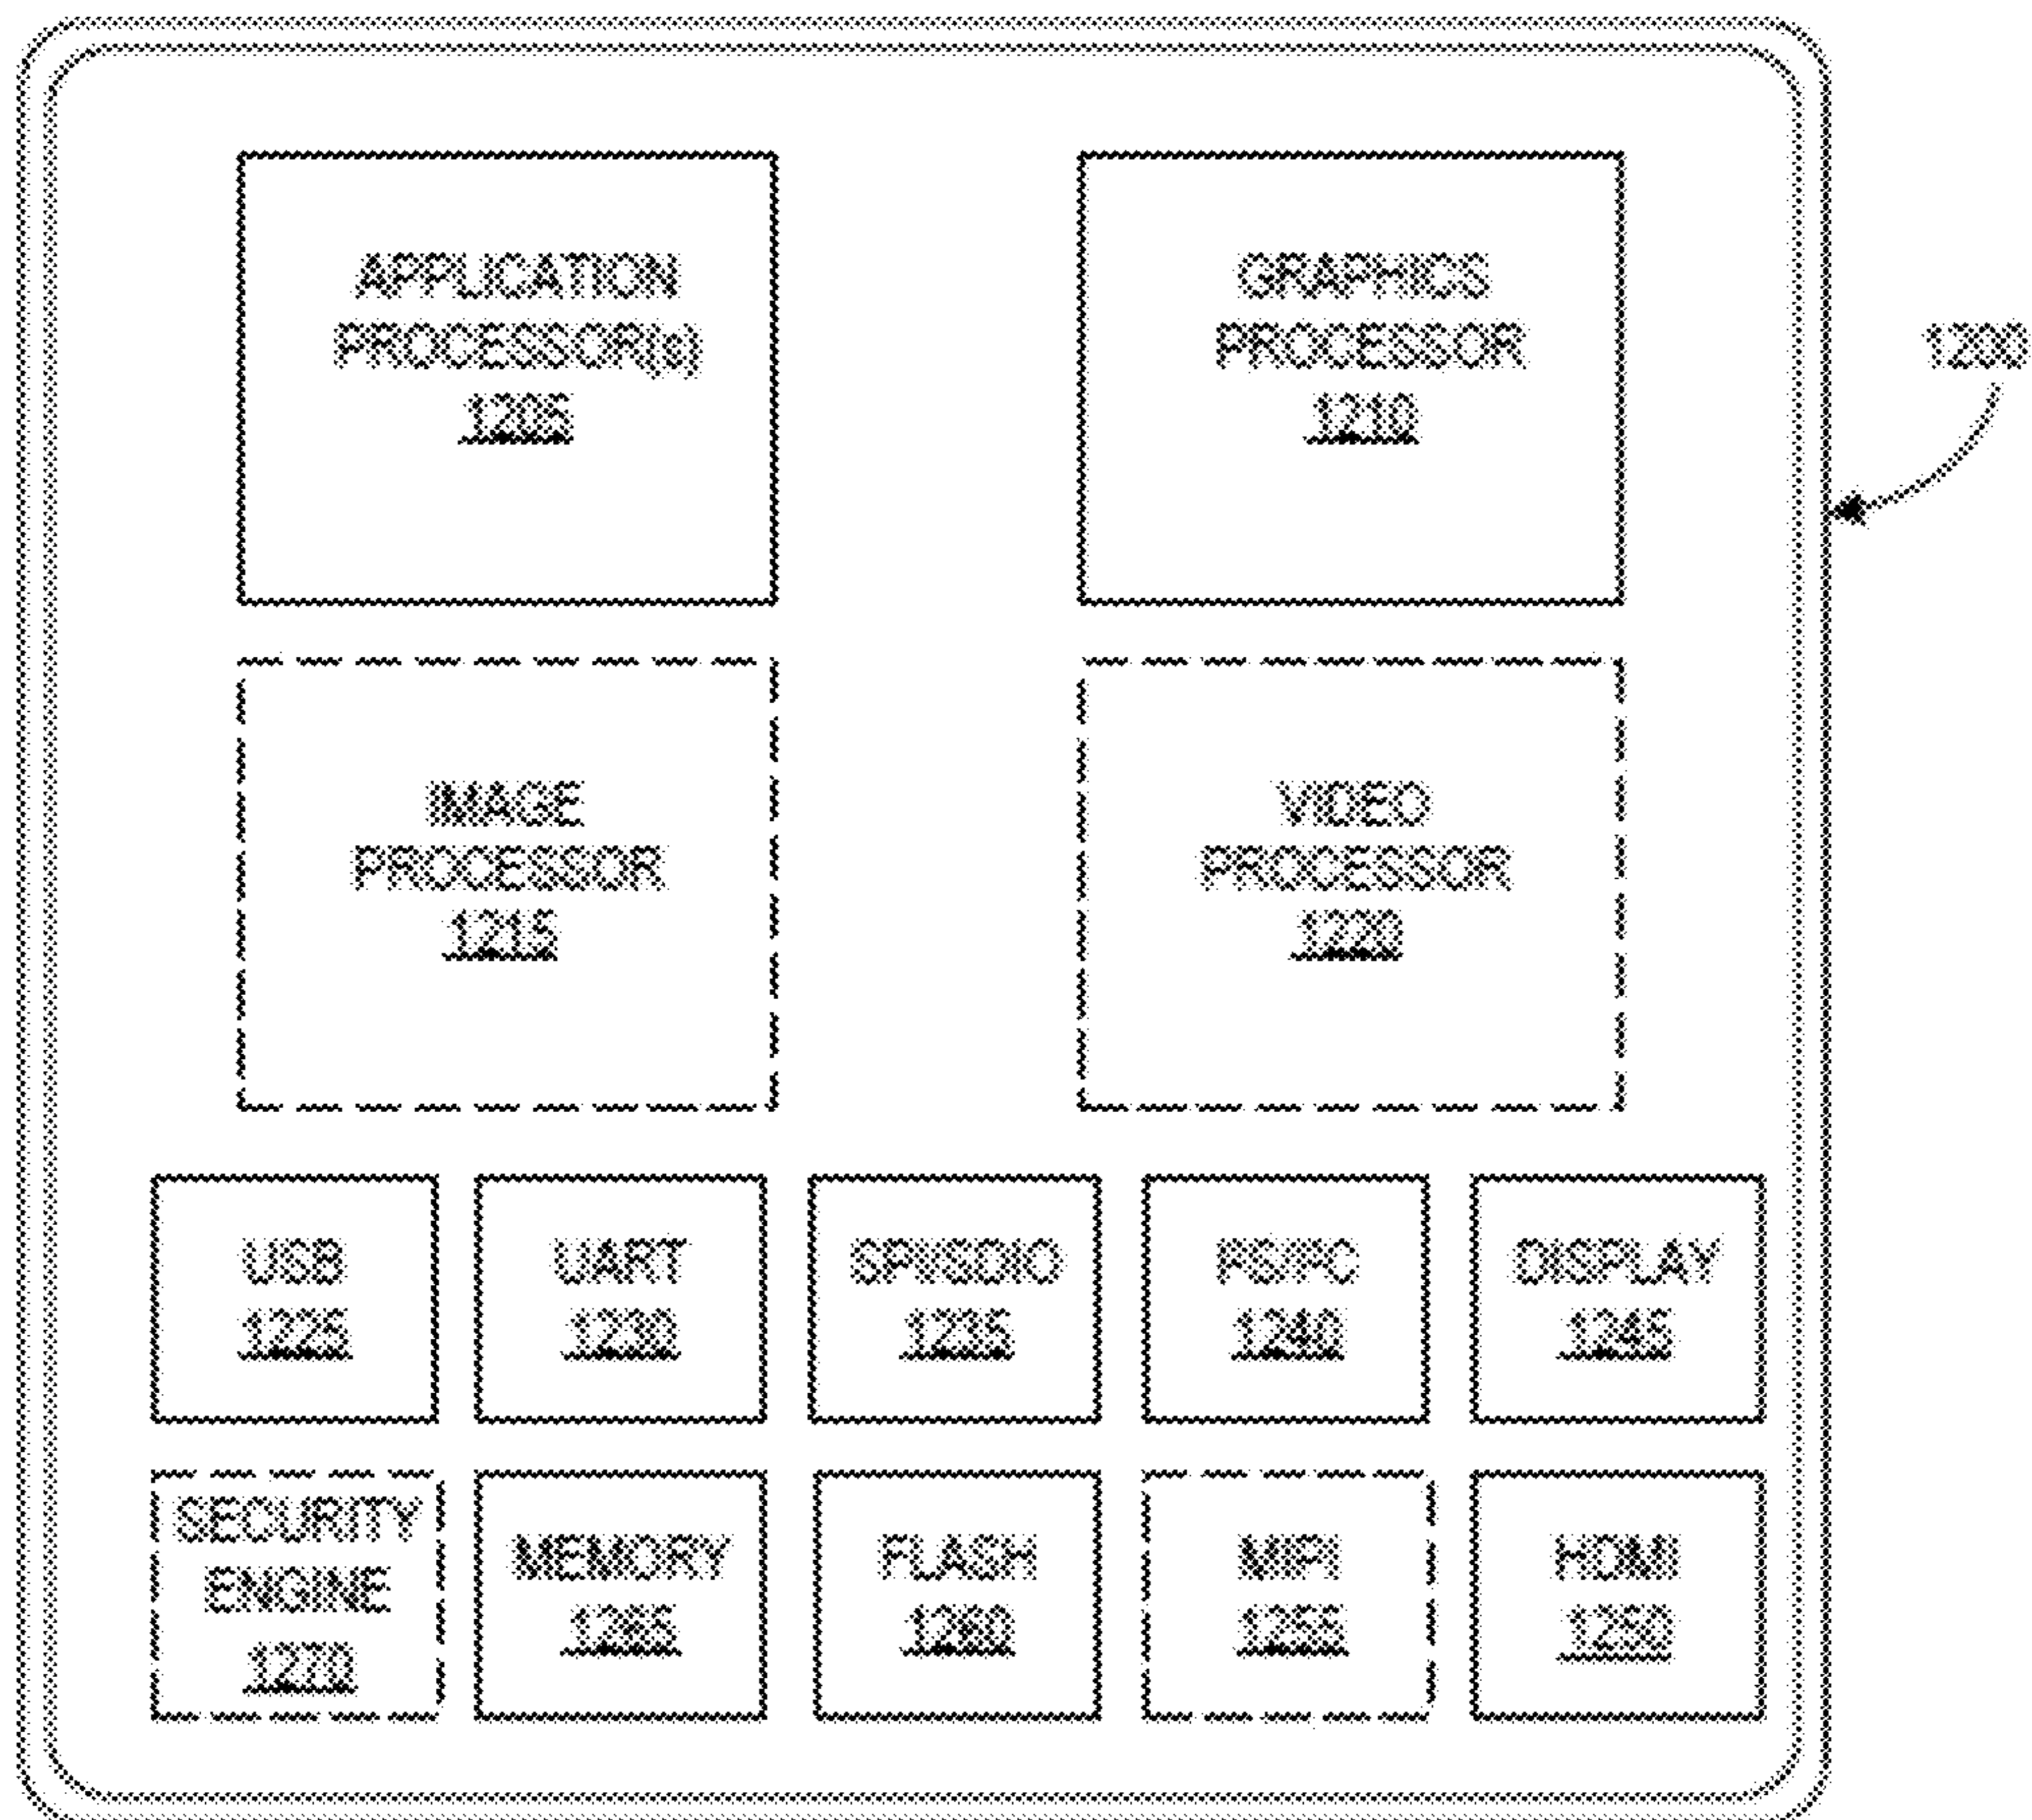 APPLICATION
PROCESSOR(s)
1205
GRAPHICS
PROCESSOR
1210
1200
IMAGE
PROCESSOR
1215
VIDEO
PROCESSOR
1220
USB
1225
UART
1230
SPI/SDIO
1235
I²S/I²C
1240
DISPLAY
1245
SECURITY
ENGINE
1270
MEMORY
1265
FLASH
1260
MIPI
1255
HDMI
1250